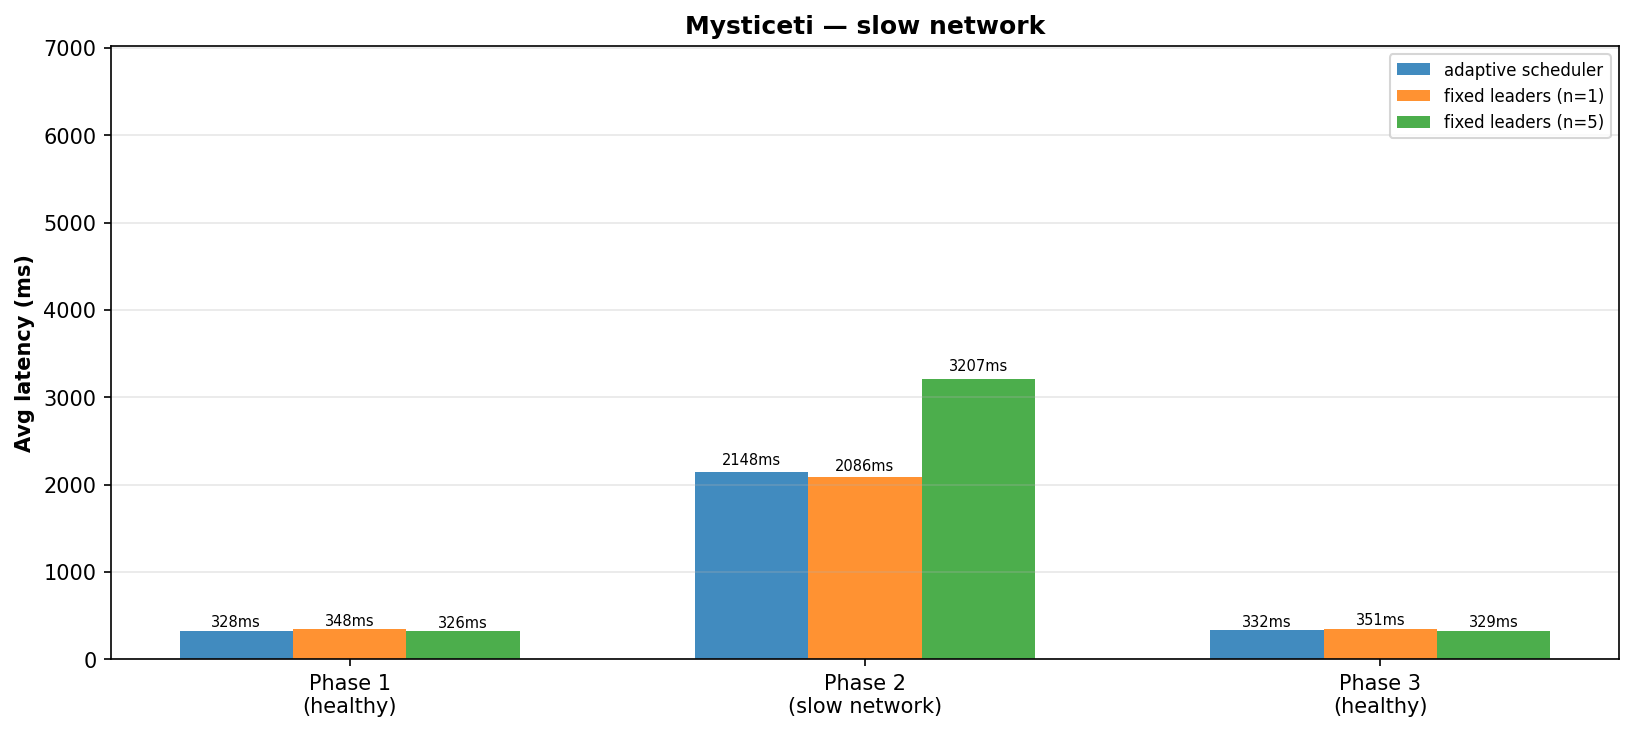 Mysticeti — slow network
Avg latency (ms)
7000
6000
5000
4000
3000
2000
1000
0
adaptive scheduler
fixed leaders (n=1)
fixed leaders (n=5)
328ms
348ms
326ms
2148ms
2086ms
3207ms
332ms
351ms
329ms
Phase 1
(healthy)
Phase 2
(slow network)
Phase 3
(healthy)